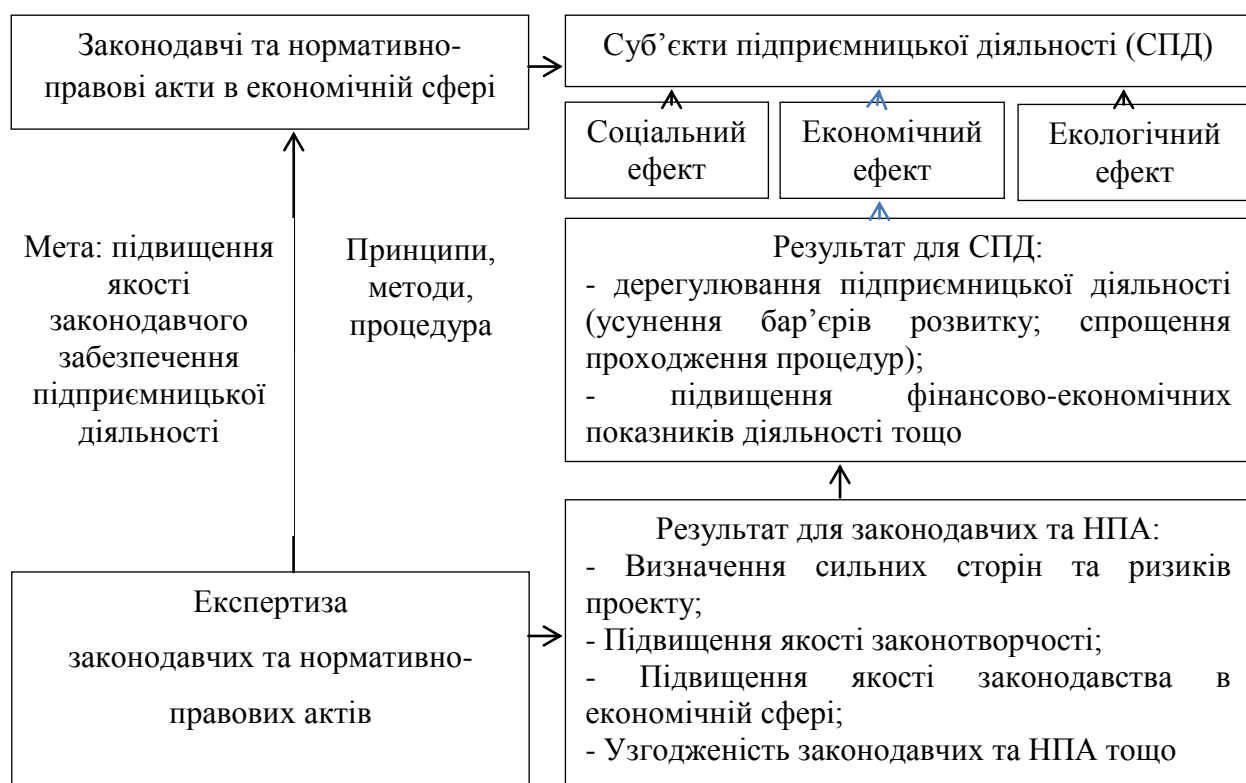 Законодавчі та нормативно-
правові акти в економічній сфері
Суб’єкти підприємницької діяльності (СПД)
Соціальний
ефект
Економічний
ефект
Екологічний
ефект
Мета: підвищення
якості
законодавчого
забезпечення
підприємницької
діяльності
Принципи,
методи,
процедура
Результат для СПД:
- дерегулювання підприємницької діяльності
(усунення бар’єрів розвитку; спрощення
проходження процедур);
- підвищення фінансово-економічних
показників діяльності тощо
Експертиза
законодавчих та нормативно-
правових актів
Результат для законодавчих та НПА:
- Визначення сильних сторін та ризиків
проекту;
- Підвищення якості законотворчості;
- Підвищення якості законодавства в
економічній сфері;
- Узгодженість законодавчих та НПА тощо